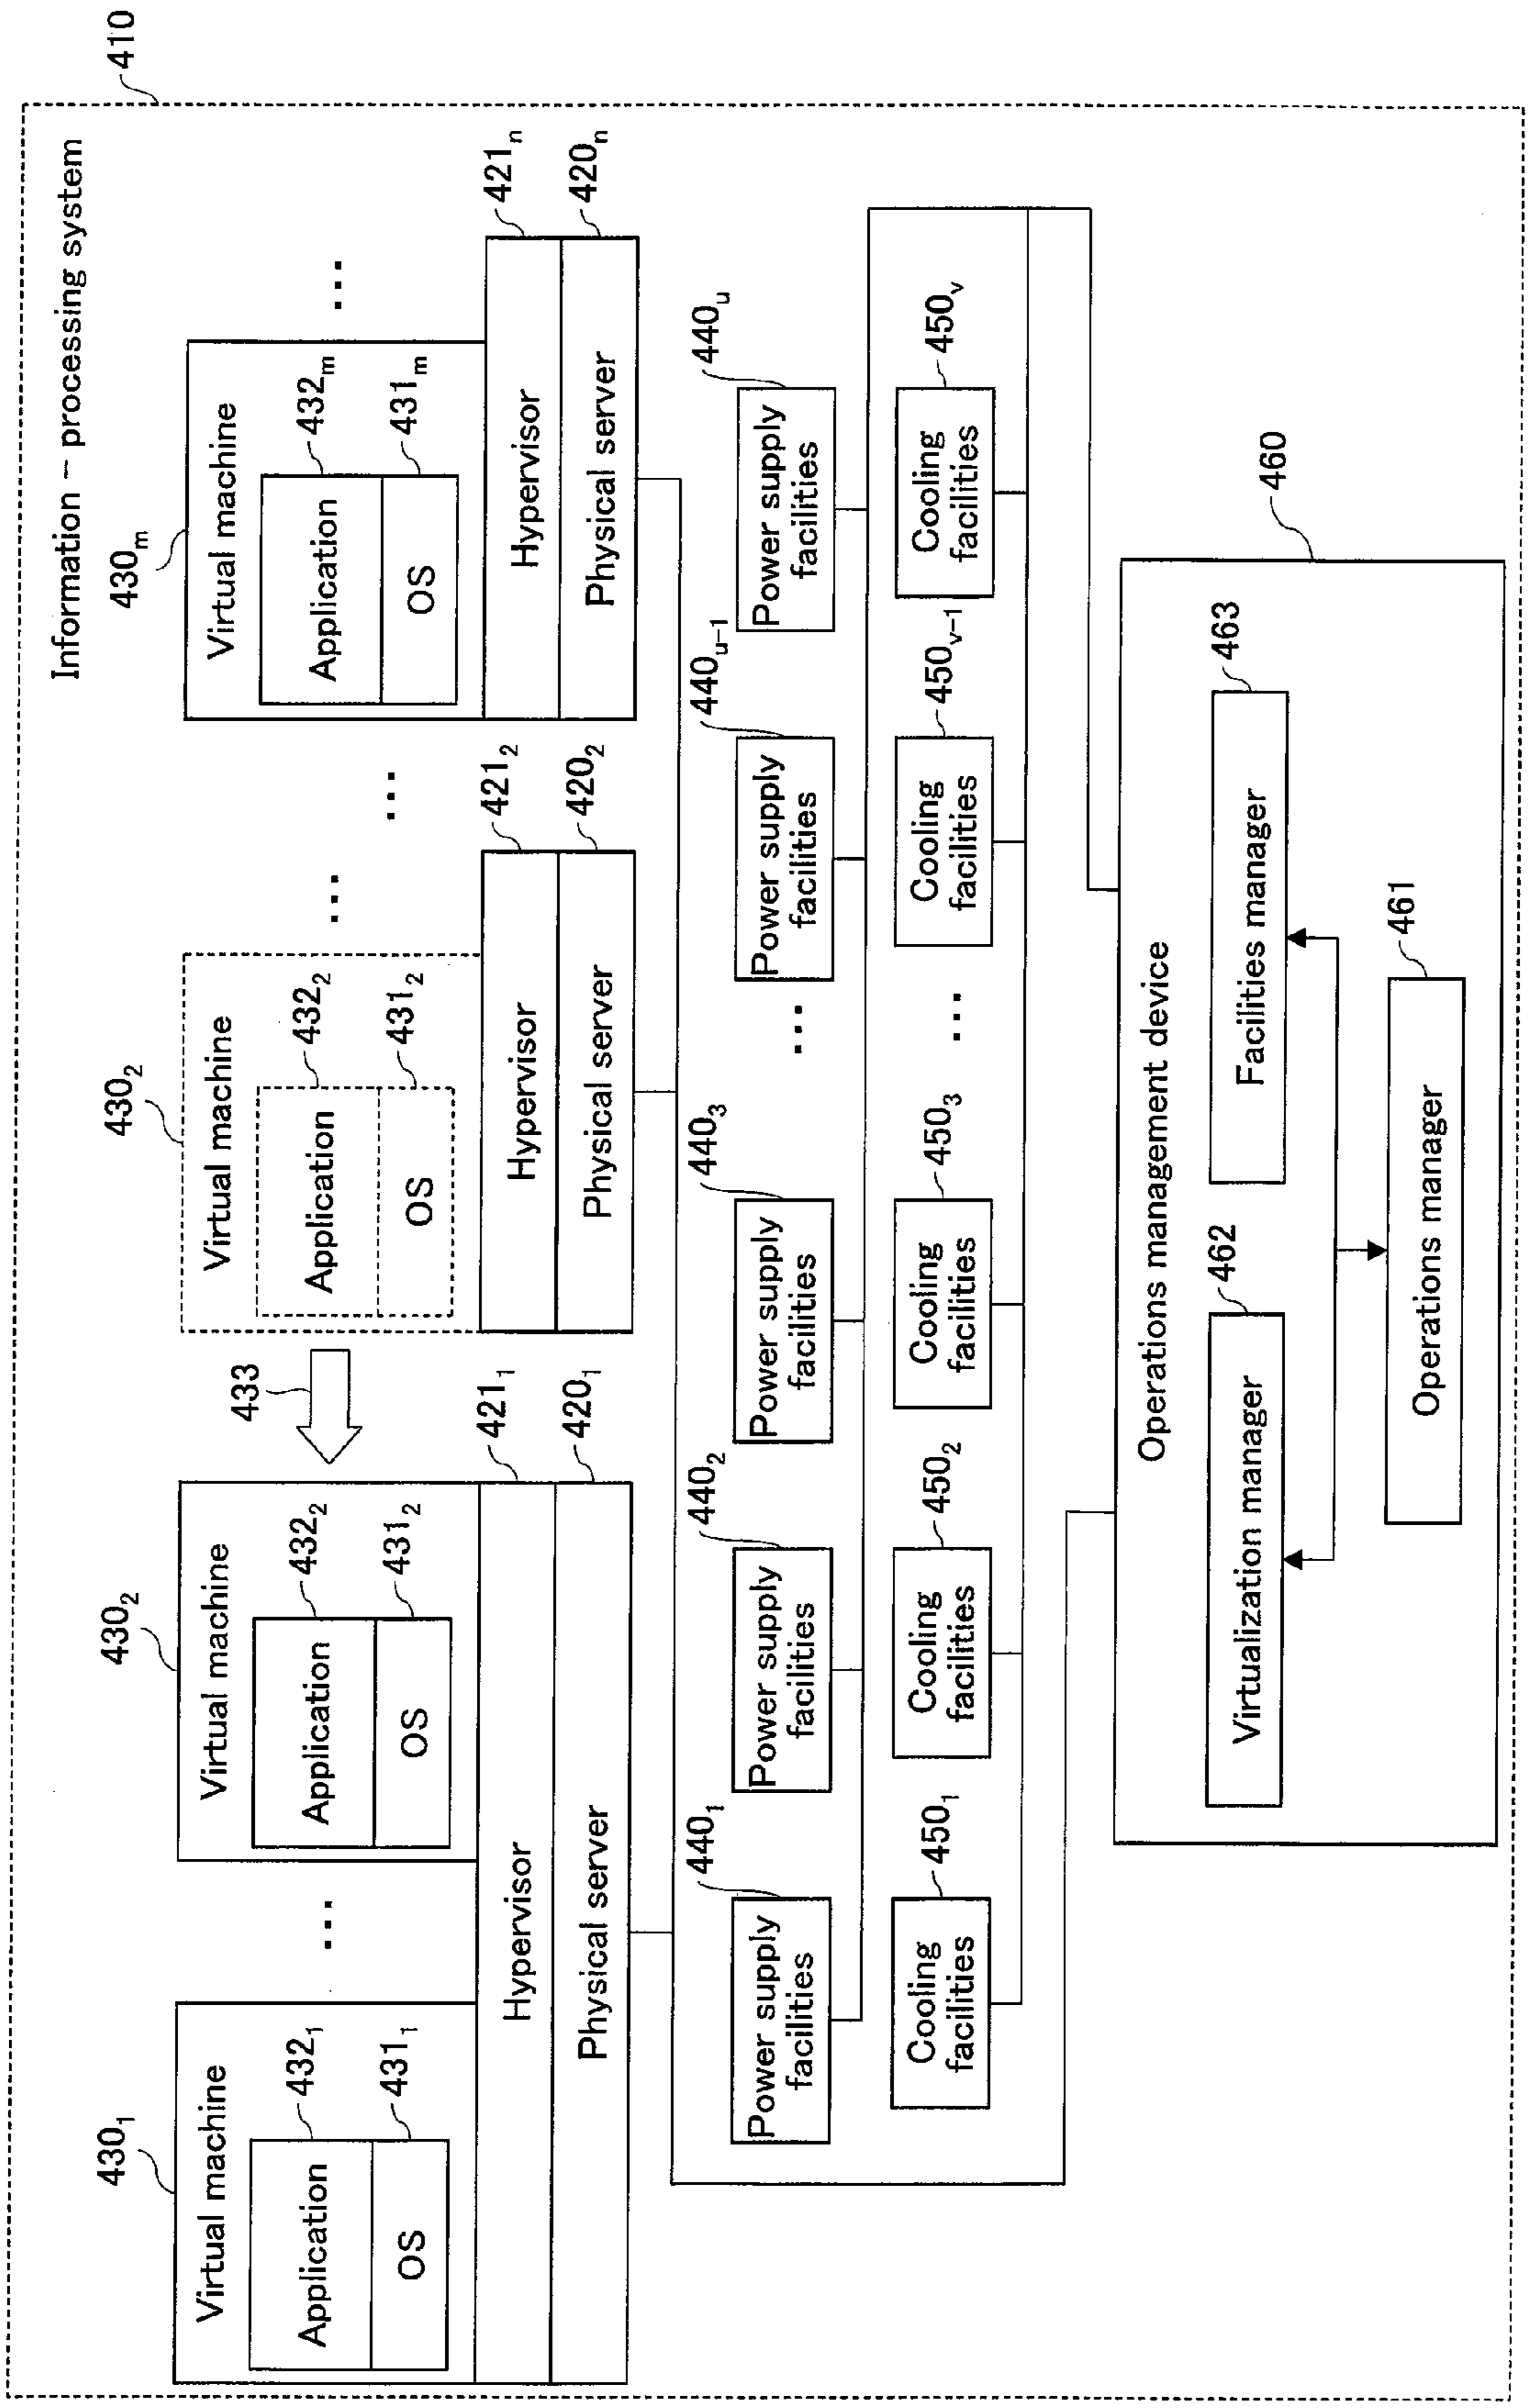 410
Information – processing system
430₁
430₂
430₂
430ₘ
Virtual machine
Virtual machine
Virtual machine
Virtual machine
433
432₁
432₂
432₂
432ₘ
Application
Application
Application
Application
431₁
431₂
431₂
431ₘ
OS
OS
OS
OS
...
...
...
...
421₁
421₂
421ₙ
Hypervisor
Hypervisor
Hypervisor
420₁
420₂
420ₙ
Physical server
Physical server
Physical server
440₁
440₂
440₃
440ᵤ₋₁
440ᵤ
Power supply
facilities
Power supply
facilities
Power supply
facilities
...
Power supply
facilities
Power supply
facilities
450₁
450₂
450₃
450ᵥ₋₁
450ᵥ
Cooling
facilities
Cooling
facilities
Cooling
facilities
...
Cooling
facilities
Cooling
facilities
460
Operations management device
462
463
Virtualization manager
Facilities manager
461
Operations manager